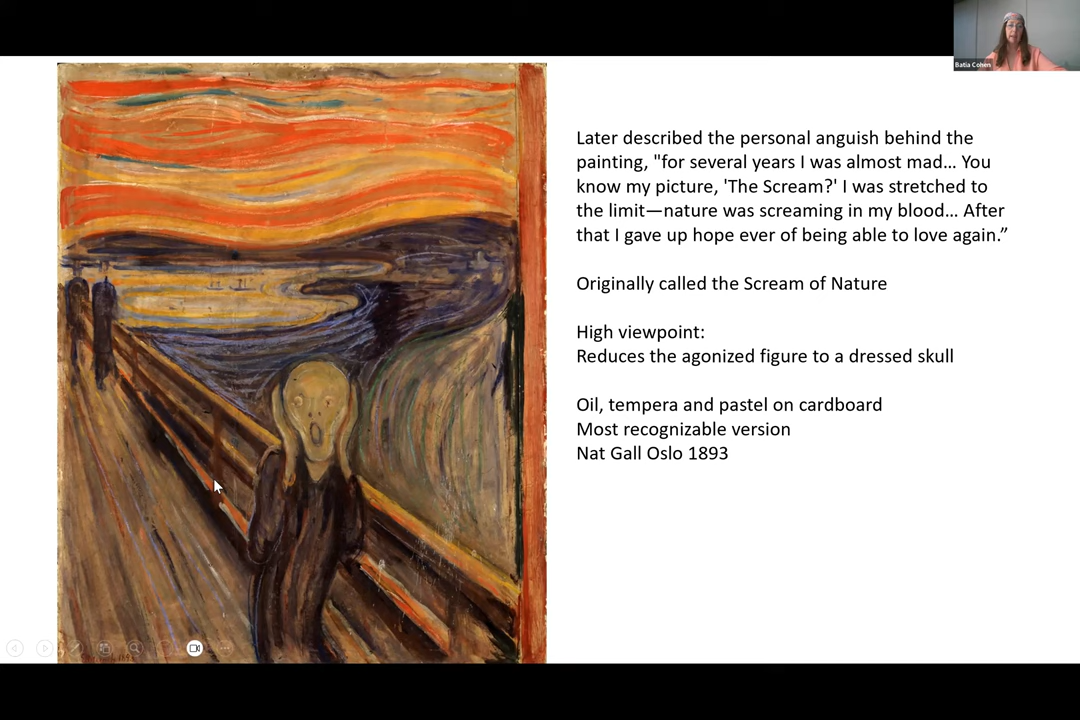 Batia Cohen
Later described the personal anguish behind the
painting, "for several years I was almost mad… You
know my picture, 'The Scream?' I was stretched to
the limit—nature was screaming in my blood… After
that I gave up hope ever of being able to love again.”
Originally called the Scream of Nature
High viewpoint:
Reduces the agonized figure to a dressed skull
Oil, tempera and pastel on cardboard
Most recognizable version
Nat Gall Oslo 1893